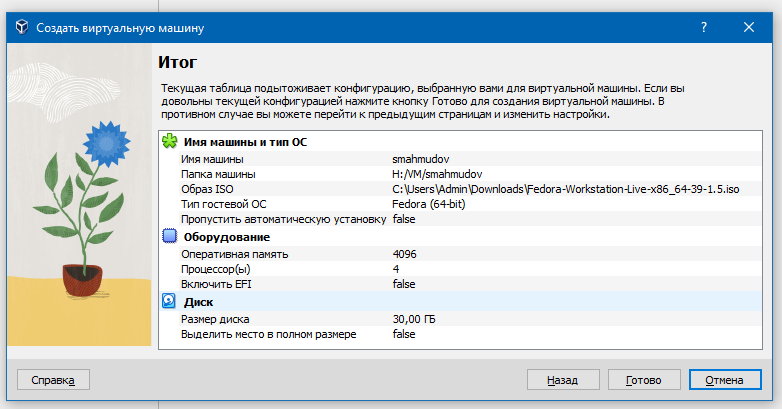 Создать виртуальную машину
Итог
Текущая таблица подытоживает конфигурацию, выбранную вами для виртуальной машины. Если вы
довольны текущей конфигурацией нажмите кнопку Готово для создания виртуальной машины. В
противном случае вы можете перейти к предыдущим страницам и изменить настройки.
Имя машины и тип ОС
Имя машины smahmudov
Папка машины H:/VM/smahmudov
Образ ISO C:\Users\Admin\Downloads\Fedora-Workstation-Live-x86_64-39-1.5.iso
Тип гостевой ОС Fedora (64-bit)
Пропустить автоматическую установку false
Оборудование
Оперативная память 4096
Процессор(ы) 4
Включить EFI false
Диск
Размер диска 30,00 ГБ
Выделить место в полном размере false
Справка Назад Готово Отмена